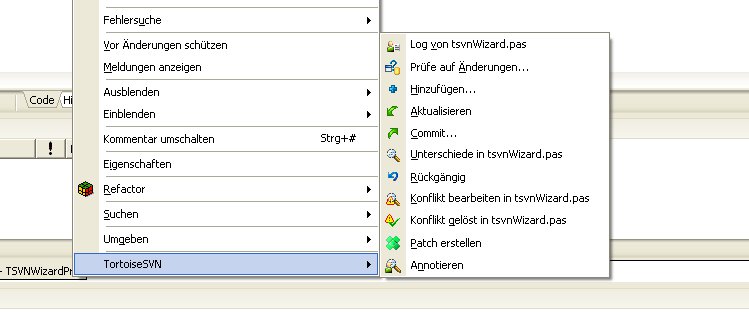 Fehlersuche
Vor Änderungen schützen
Meldungen anzeigen
Ausblenden
Einblenden
Kommentar umschalten Strg+#
Eigenschaften
Refactor
Suchen
Umgeben
TortoiseSVN
Log von tsvnWizard.pas
Prüfe auf Änderungen...
Hinzufügen...
Aktualisieren
Commit...
Unterschiede in tsvnWizard.pas
Rückgängig
Konflikt bearbeiten in tsvnWizard.pas
Konflikt gelöst in tsvnWizard.pas
Patch erstellen
Annotieren
Code
!
- TSVNWizardPr